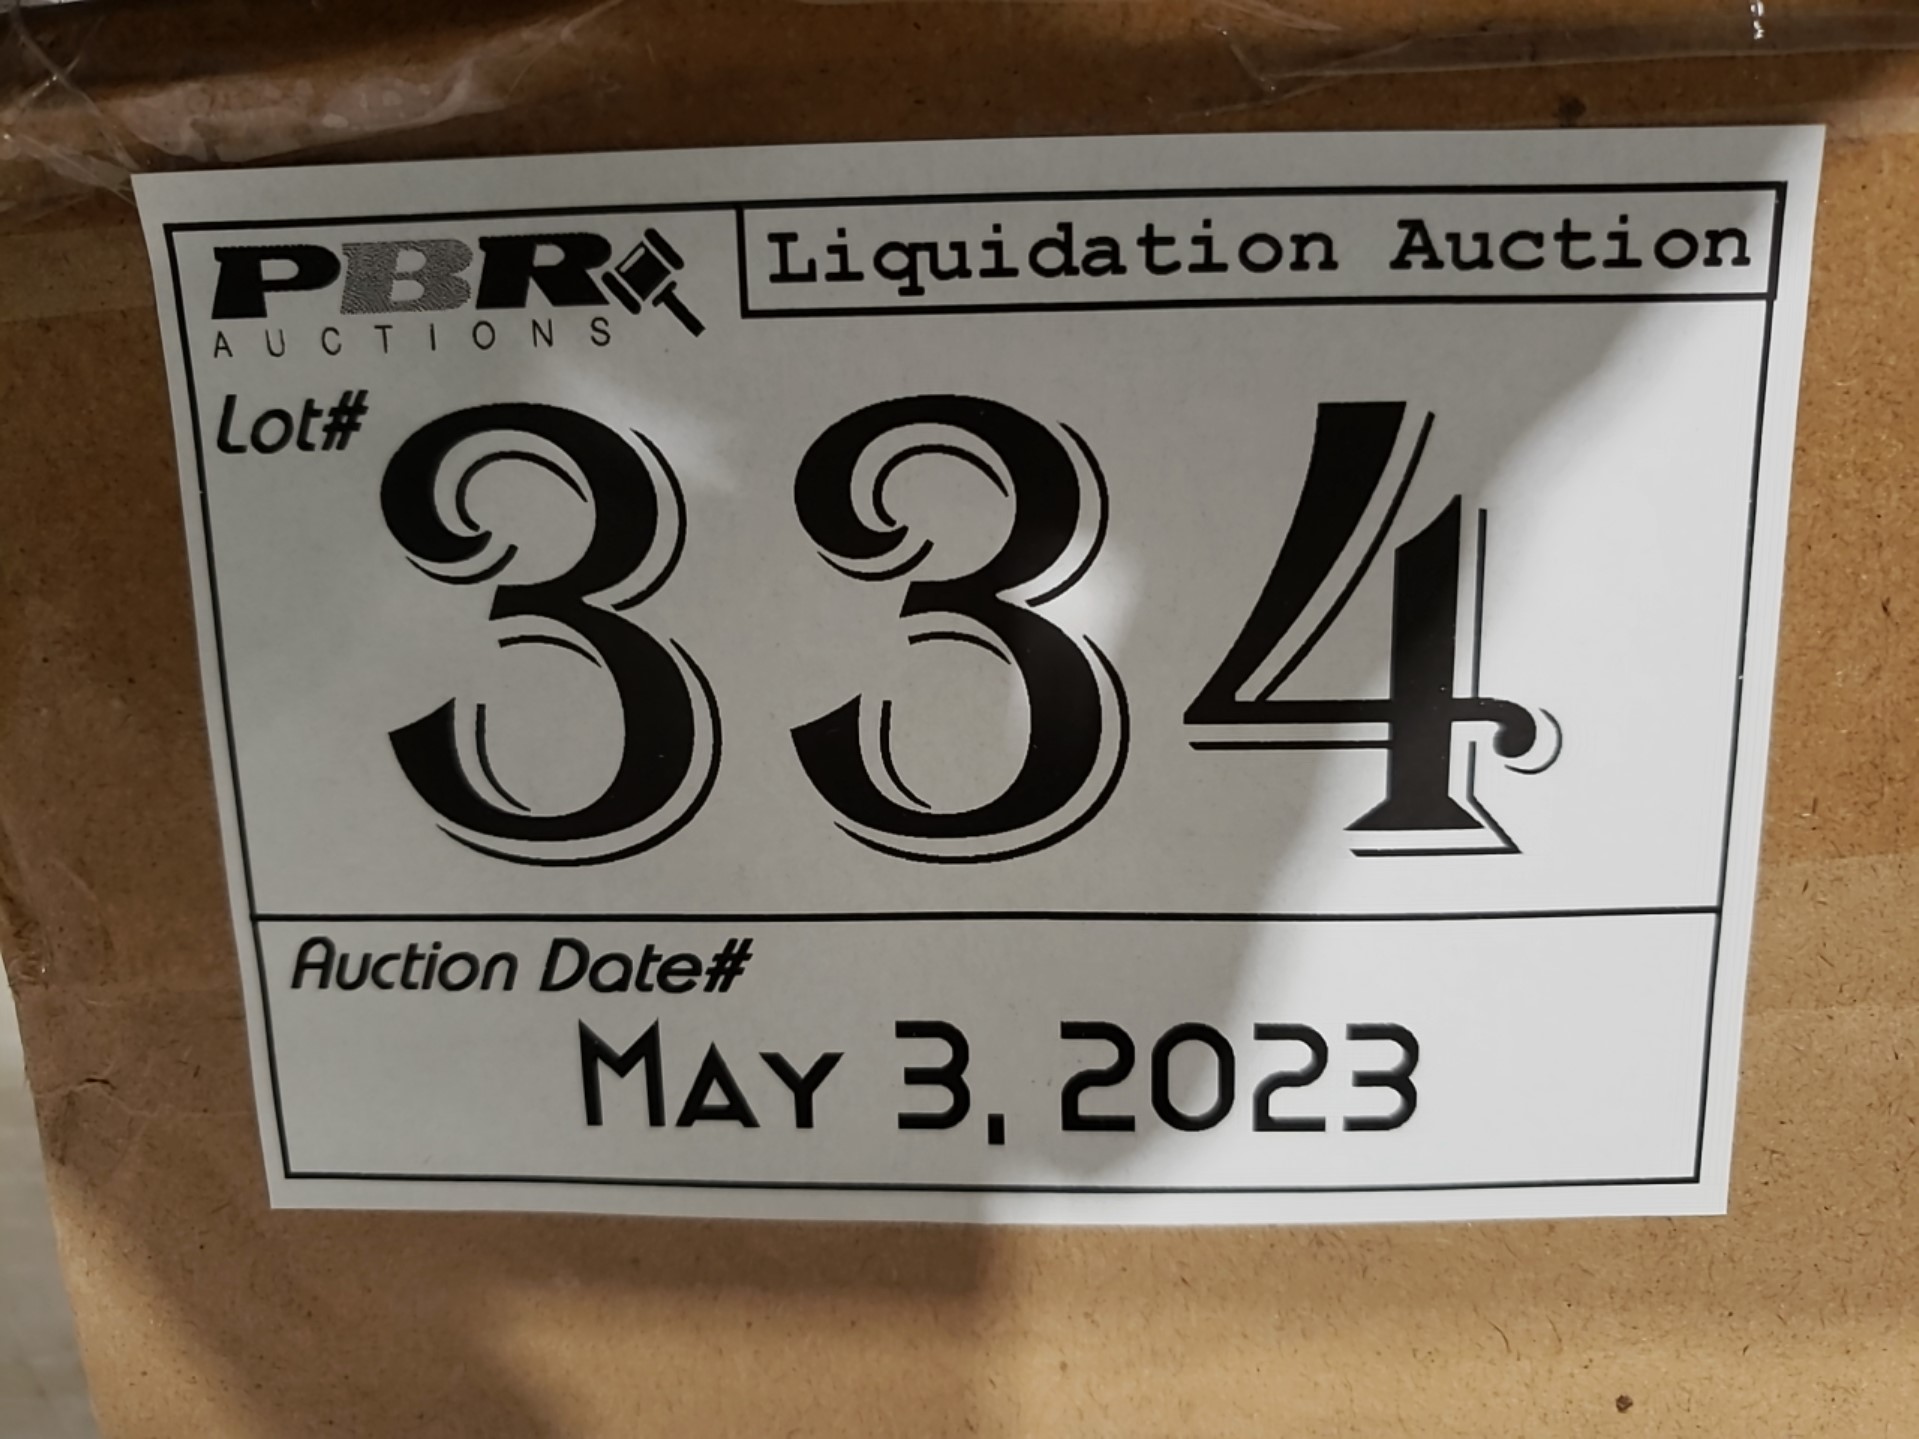 PBR
AUCTIONS
Liquidation Auction
Lot#
334
Auction Date#
MAY 3, 2023